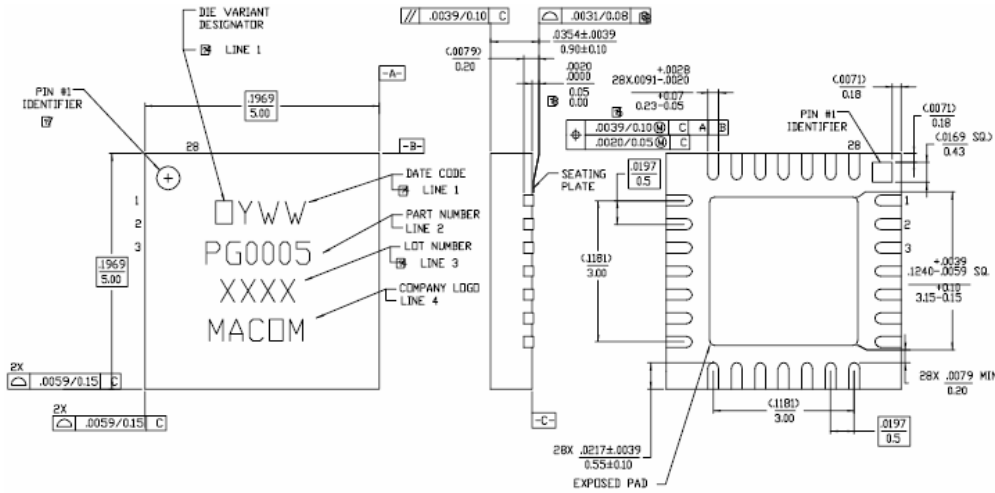 DIE VARIANT
DESIGNATOR
LINE 1
PIN #1
IDENTIFIER
.1969
5.00
-A-
-B-
28
1
2
3
YWW
PG0005
XXXX
MACOM
DATE CODE
LINE 1
PART NUMBER
LINE 2
LOT NUMBER
LINE 3
COMPANY LOGO
LINE 4
.1969
5.00
2X
.0059/0.15 C
2X
.0059/0.15 C
// .0039/0.10 C
.0031/0.08
.0354±.0039
0.90±0.10
(.0079)
0.20
.0020
.0000
0.05
0.00
SEATING
PLATE
-C-
28X.0091 +.0028 -.0020
0.23 +0.07 -0.05
.0039/0.10 Ⓜ C A B
.0020/0.05 Ⓜ C
.0197
0.5
(.1181)
3.00
(.0071)
0.18
(.0071)
0.18
PIN #1
IDENTIFIER
28
(.0169 SQ.)
0.43
1
2
3
.1240 +.0039 -.0059 SQ.
3.15 +0.10 -0.15
28X .0079 MIN
0.20
(.1181)
3.00
.0197
0.5
28X .0217±.0039
0.55±0.10
EXPOSED PAD